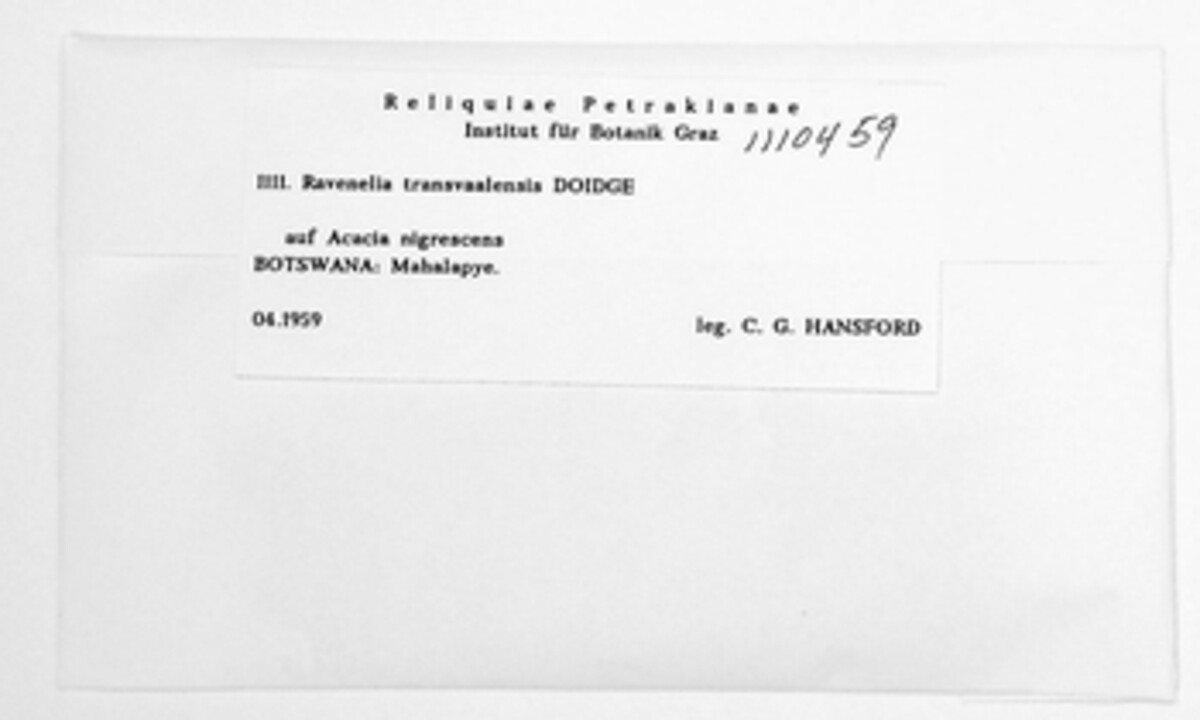 Reliquiae Petrakianae
Institut für Botanik Graz 1110459
1111. Ravenelia transvaalensis DOIDGE
auf Acacia nigrescens
BOTSWANA: Mahalapye.
04.1959
leg. C. G. HANSFORD